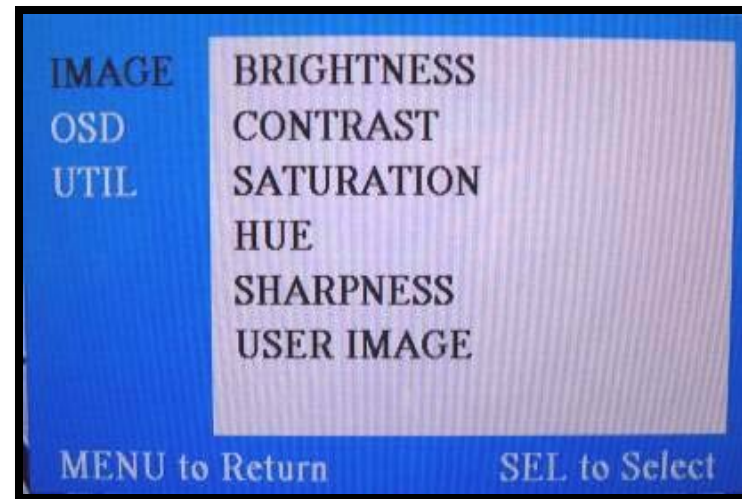 IMAGE BRIGHTNESS
OSD CONTRAST
UTIL SATURATION
HUE
SHARPNESS
USER IMAGE
MENU to Return SEL to Select